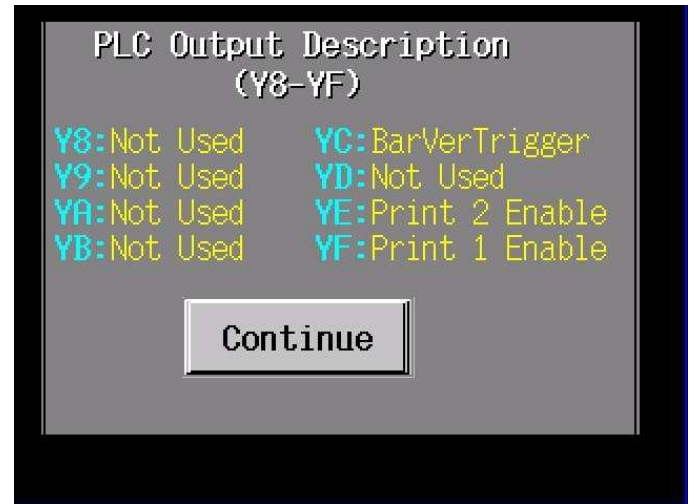 PLC Output Description
(Y8-YF)
Y8:Not Used YC:BarVerTrigger
Y9:Not Used YD:Not Used
YA:Not Used YE:Print 2 Enable
YB:Not Used YF:Print 1 Enable
Continue